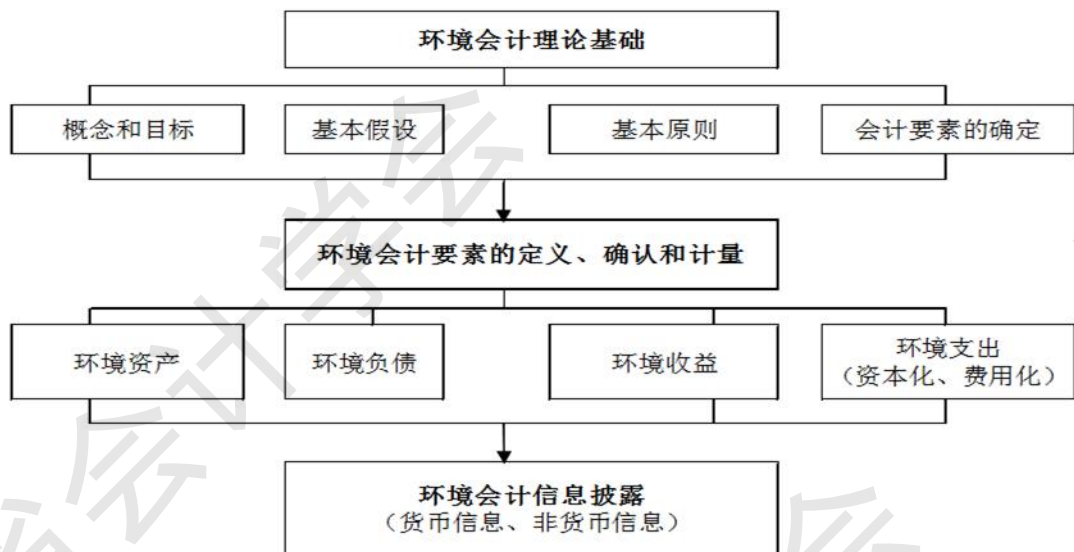 环境会计理论基础
概念和目标
基本假设
基本原则
会计要素的确定
环境会计要素的定义、确认和计量
环境资产
环境负债
环境收益
环境支出
（资本化、费用化）
环境会计信息披露
（货币信息、非货币信息）
会计学会